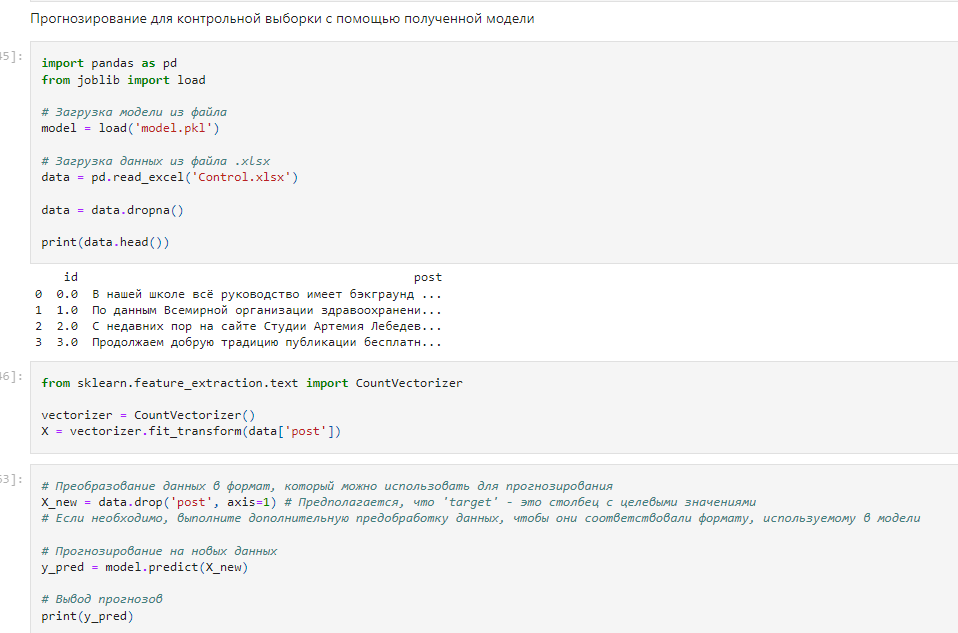 Прогнозирование для контрольной выборки с помощью полученной модели
45]:
import pandas as pd
from joblib import load
# Загрузка модели из файла
model = load('model.pkl')
# Загрузка данных из файла .xlsx
data = pd.read_excel('Control.xlsx')
data = data.dropna()
print(data.head())
id post
0 0.0 В нашей школе всё руководство имеет бэкграунд ...
1 1.0 По данным Всемирной организации здравоохранени...
2 2.0 С недавних пор на сайте Студии Артемия Лебедев...
3 3.0 Продолжаем добрую традицию публикации бесплатн...
46]:
from sklearn.feature_extraction.text import CountVectorizer
vectorizer = CountVectorizer()
X = vectorizer.fit_transform(data['post'])
53]:
# Преобразование данных в формат, который можно использовать для прогнозирования
X_new = data.drop('post', axis=1) # Предполагается, что 'target' - это столбец с целевыми значениями
# Если необходимо, выполните дополнительную предобработку данных, чтобы они соответствовали формату, используемому в модели
# Прогнозирование на новых данных
y_pred = model.predict(X_new)
# Вывод прогнозов
print(y_pred)